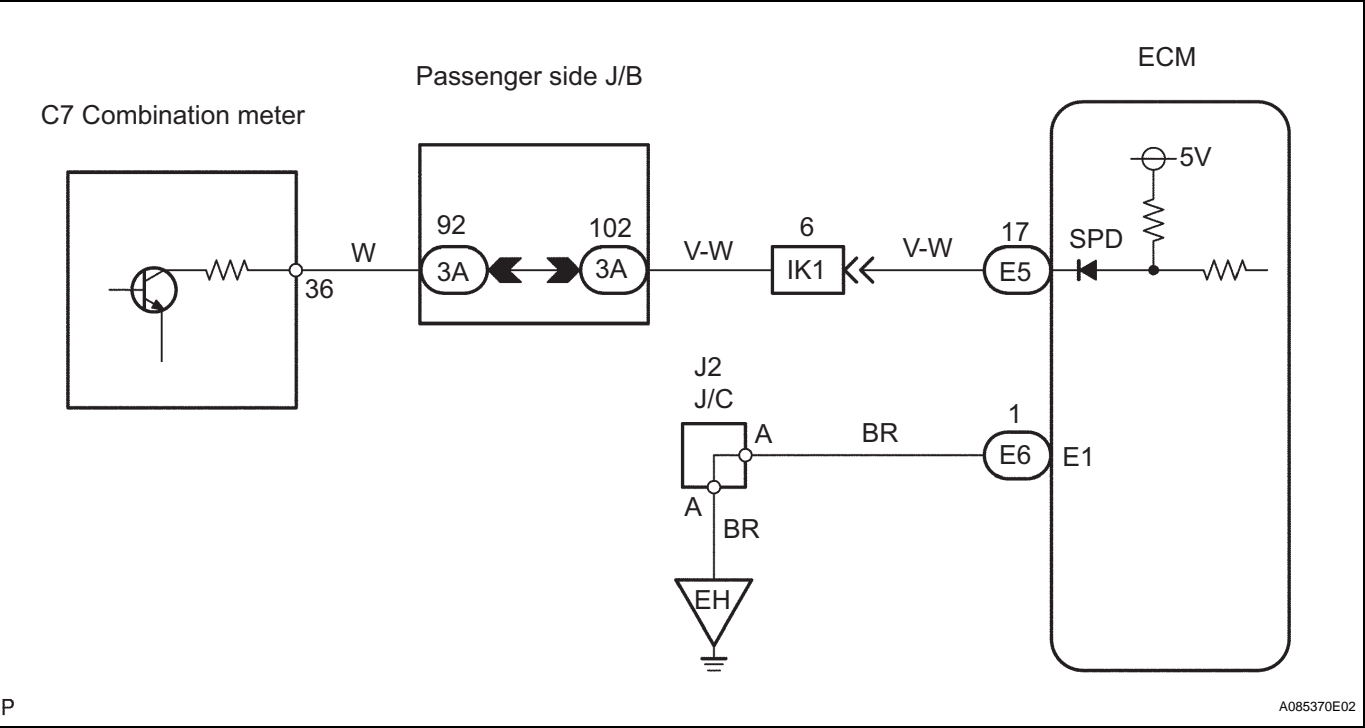 ECM
Passenger side J/B
C7 Combination meter
5V
92
102
6
17
SPD
W
V-W
V-W
3A
3A
IK1
E5
36
J2
J/C
1
A
BR
E6
E1
A
BR
EH
P
A085370E02